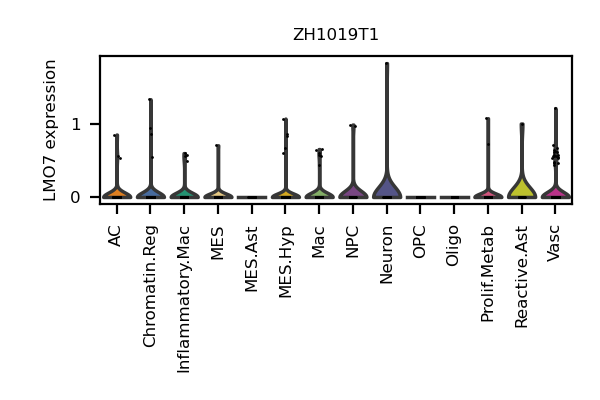 ZH1019T1
LMO7 expression
1
0
AC
Chromatin.Reg
Inflammatory.Mac
MES
MES.Ast
MES.Hyp
Mac
NPC
Neuron
OPC
Oligo
Prolif.Metab
Reactive.Ast
Vasc